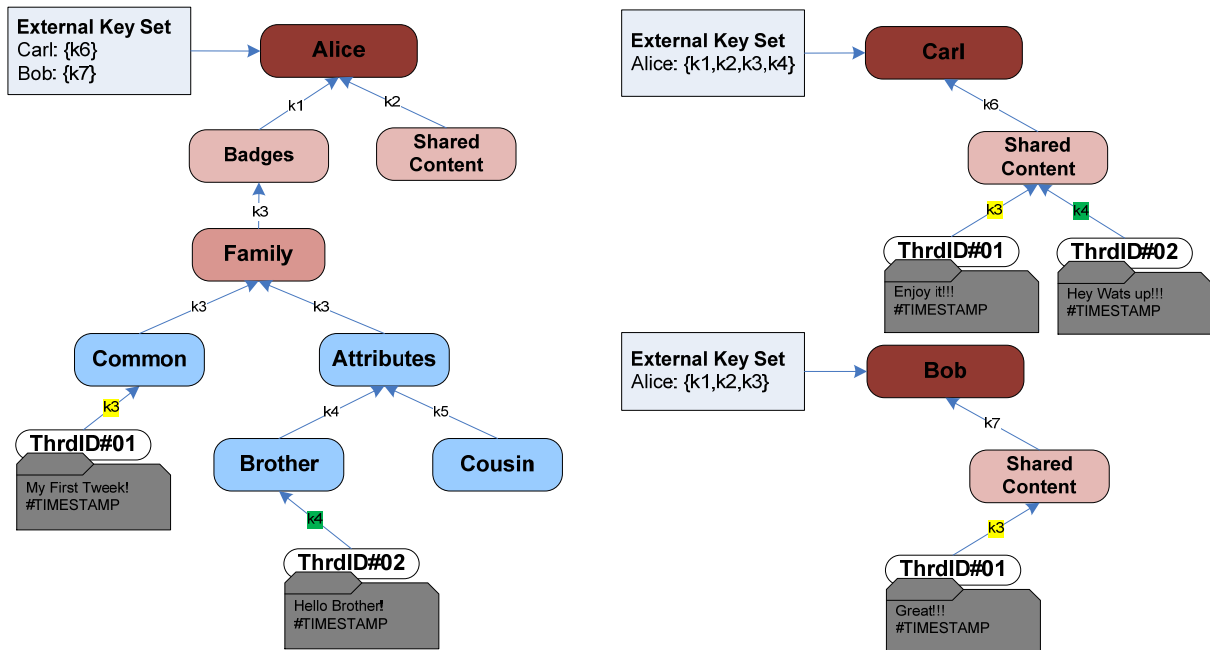 External Key Set
Carl: {k6}
Bob: {k7}
Alice
k1
k2
Badges
Shared
Content
k3
Family
k3
k3
Common
Attributes
k3
k4
k5
ThrdID#01
My First Tweek!
#TIMESTAMP
Brother
Cousin
k4
ThrdID#02
Hello Brother!
#TIMESTAMP
External Key Set
Alice: {k1,k2,k3,k4}
Carl
k6
Shared
Content
k3
k4
ThrdID#01
Enjoy it!!!
#TIMESTAMP
ThrdID#02
Hey Wats up!!!
#TIMESTAMP
External Key Set
Alice: {k1,k2,k3}
Bob
k7
Shared
Content
k3
ThrdID#01
Great!!!
#TIMESTAMP